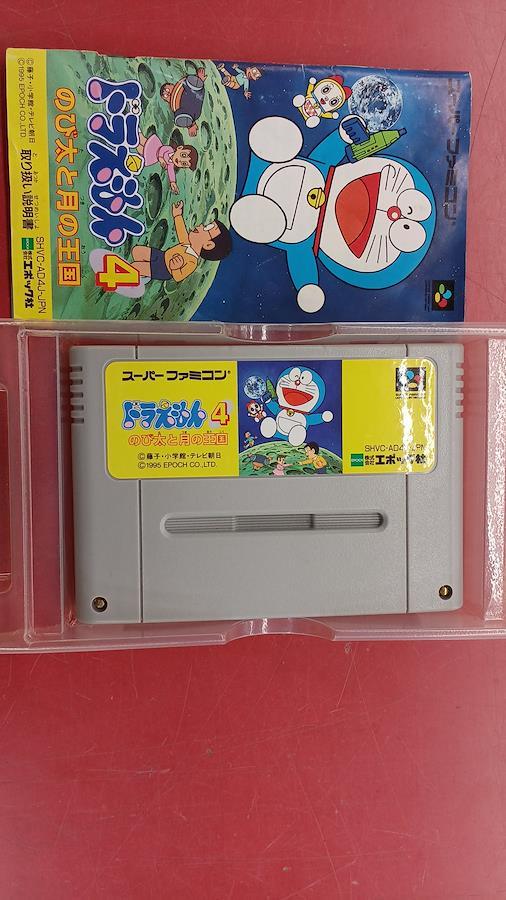 スーパーファミコン
ドラえもん4
のび太と月の王国
取り扱い説明書
©藤子・小学館・テレビ朝日
©1995 EPOCH CO.,LTD.
SHVC-AD4J-JPN
株式会社エポック社
スーパーファミコン
ドラえもん4
のび太と月の王国
©藤子・小学館・テレビ朝日
©1995 EPOCH CO.,LTD.
SHVC-AD4J-JPN
EPOCH 株式会社エポック社